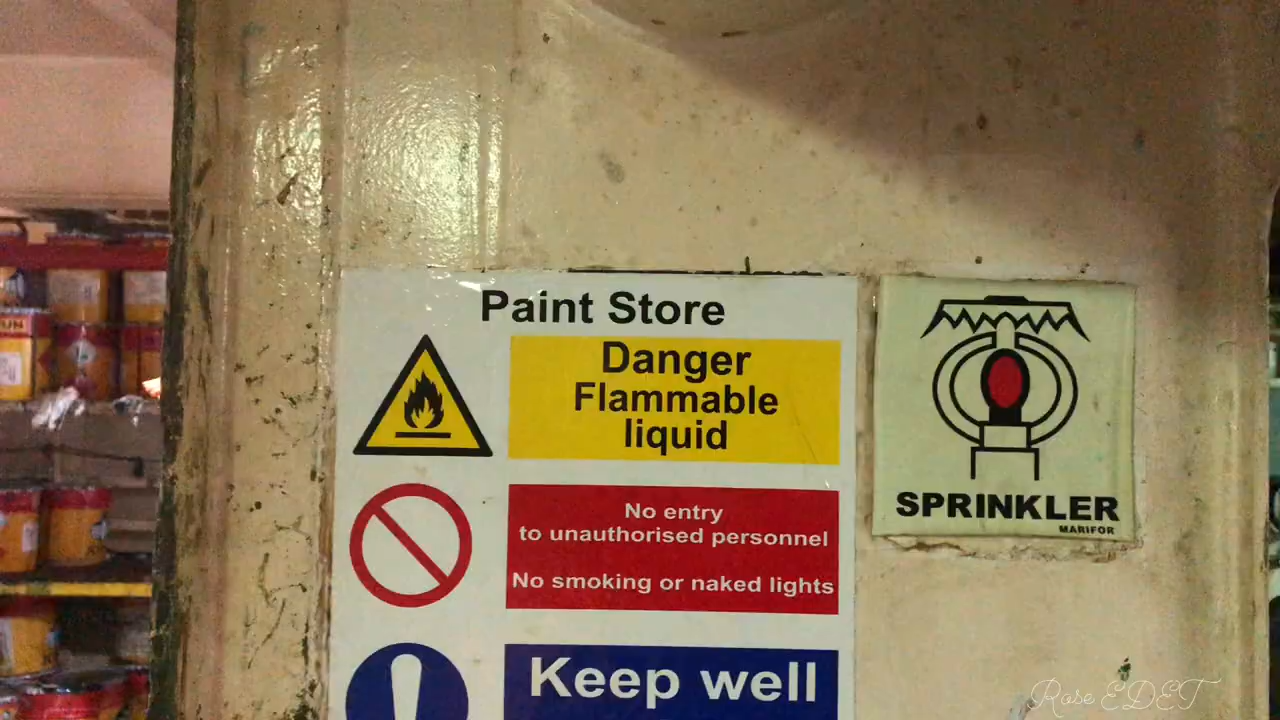 Paint Store
Danger
Flammable
liquid
No entry
to unauthorised personnel
No smoking or naked lights
Keep well
SPRINKLER
MARIFOR
Rose EDET